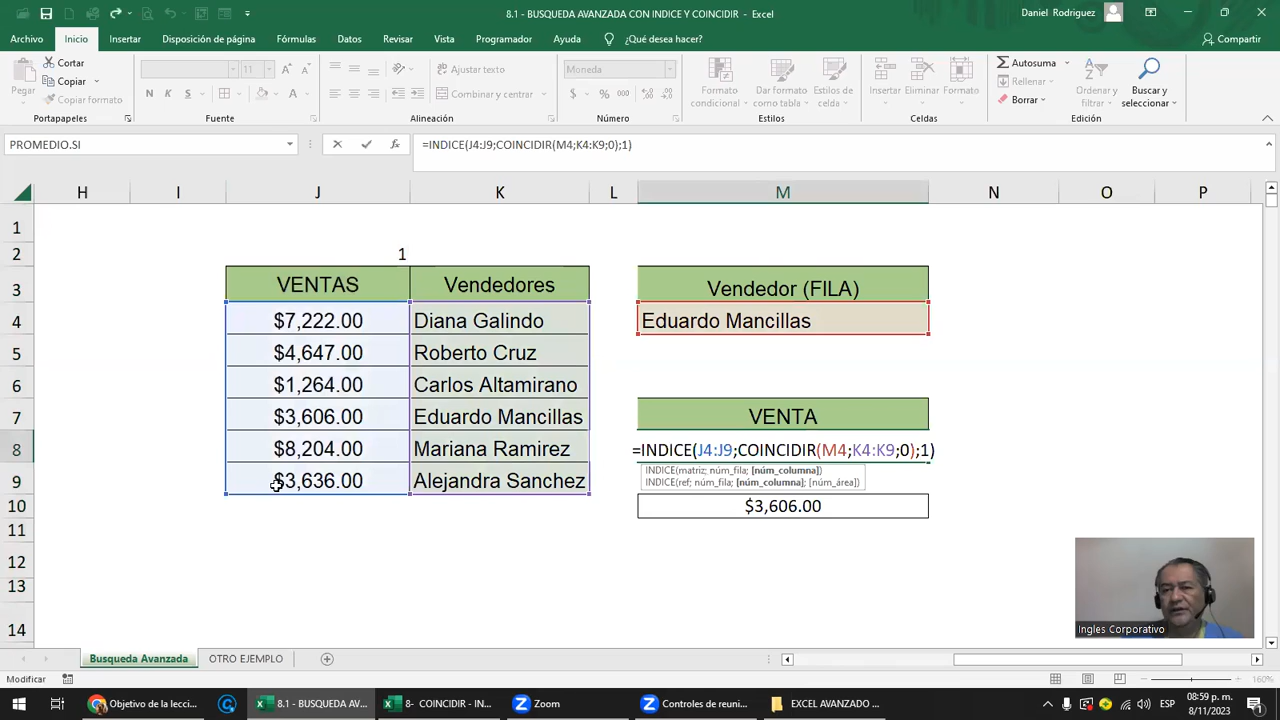 8.1 - BUSQUEDA AVANZADA CON INDICE Y COINCIDIR - Excel
Daniel Rodriguez
Archivo Inicio Insertar Disposición de página Fórmulas Datos Revisar Vista Programador Ayuda ¿Qué desea hacer? Compartir
Pegar
Cortar
Copiar
Copiar formato
11
N K S
Ajustar texto
Combinar y centrar
Moneda
$ % 000
Formato condicional
Dar formato como tabla
Estilos de celda
Insertar Eliminar Formato
Autosuma
Rellenar
Borrar
Ordenar y filtrar
Buscar y seleccionar
Portapapeles Fuente Alineación Número Estilos Celdas
PROMEDIO.SI
fx
=INDICE(J4:J9;COINCIDIR(M4;K4:K9;0);1)
H I J K L M N O P
1
2 1
3 VENTAS Vendedores Vendedor (FILA)
4 $7,222.00 Diana Galindo Eduardo Mancillas
5 $4,647.00 Roberto Cruz
6 $1,264.00 Carlos Altamirano
7 $3,606.00 Eduardo Mancillas VENTA
8 $8,204.00 Mariana Ramirez =INDICE(J4:J9;COINCIDIR(M4;K4:K9;0);1)
INDICE(matriz; núm_fila; [núm_columna])
INDICE(ref; núm_fila; [núm_columna]; [núm_área])
9 $3,636.00 Alejandra Sanchez
10 $3,606.00
11
12
13
14
Ingles Corporativo
Busqueda Avanzada OTRO EJEMPLO
Modificar
160%
Objetivo de la lecci...
8.1 - BUSQUEDA AV...
8- COINCIDIR - IN...
Zoom
Controles de reuni...
EXCEL AVANZADO ...
ESP
08:59 p. m.
8/11/2023